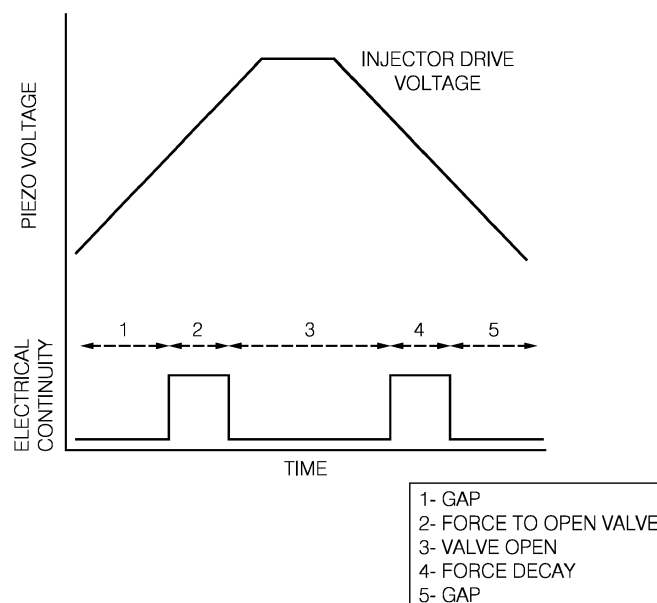 PIEZO VOLTAGE
INJECTOR DRIVE
VOLTAGE
ELECTRICAL
CONTINUITY
1
2
3
4
5
TIME
1- GAP
2- FORCE TO OPEN VALVE
3- VALVE OPEN
4- FORCE DECAY
5- GAP